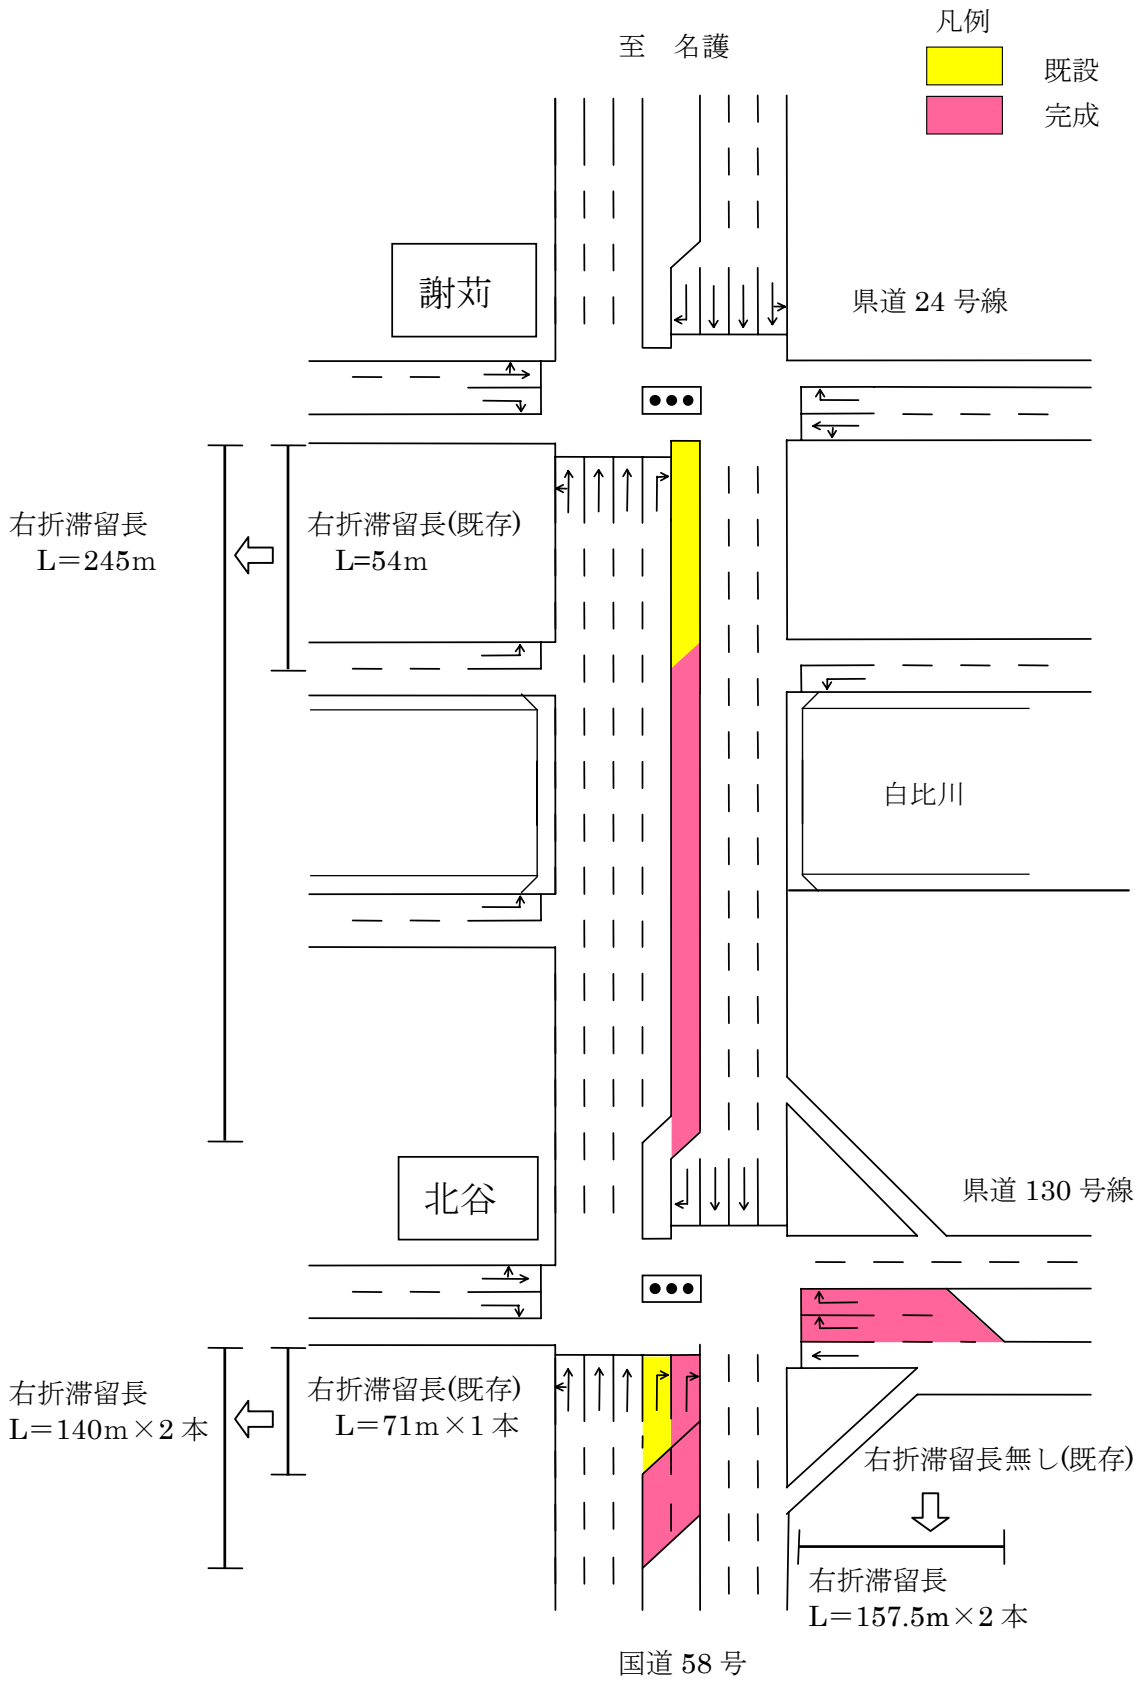 凡例
至 名護
既設
完成
謝苅
県道 24 号線
右折滞留長
L=245m
右折滞留長(既存)
L=54m
白比川
北谷
県道 130 号線
右折滞留長
L=140m×2 本
右折滞留長(既存)
L=71m×1 本
右折滞留長無し(既存)
右折滞留長
L=157.5m×2 本
国道 58 号